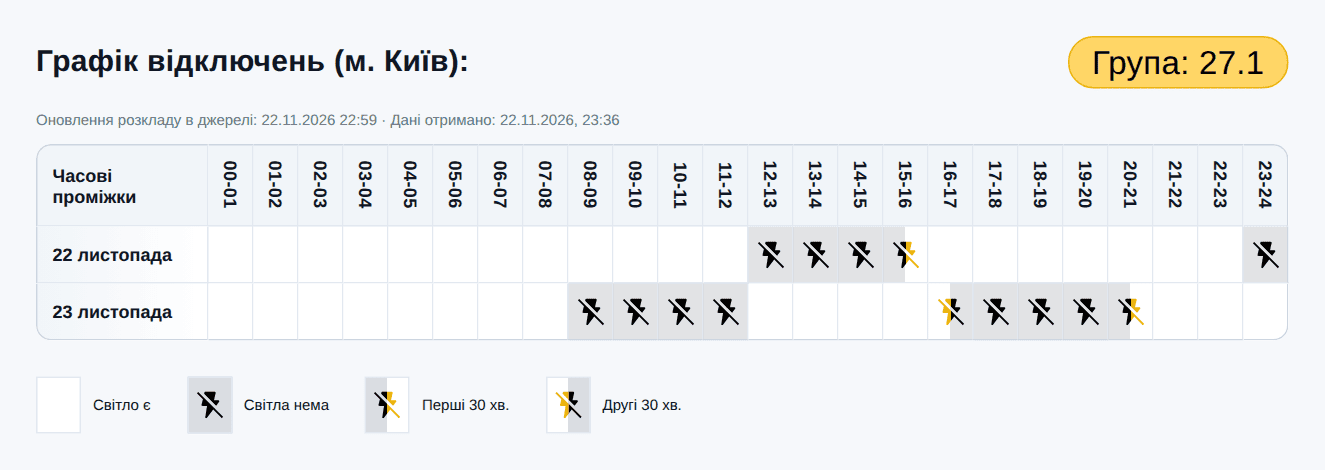 Графік відключень (м. Київ):
Група: 27.1
Оновлення розкладу в джерелі: 22.11.2026 22:59 · Дані отримано: 22.11.2026, 23:36
Часові
проміжки
00-01 01-02 02-03 03-04 04-05 05-06 06-07 07-08 08-09 09-10 10-11 11-12 12-13 13-14 14-15 15-16 16-17 17-18 18-19 19-20 20-21 21-22 22-23 23-24
22 листопада
23 листопада
Світло є
Світла нема
Перші 30 хв.
Другі 30 хв.